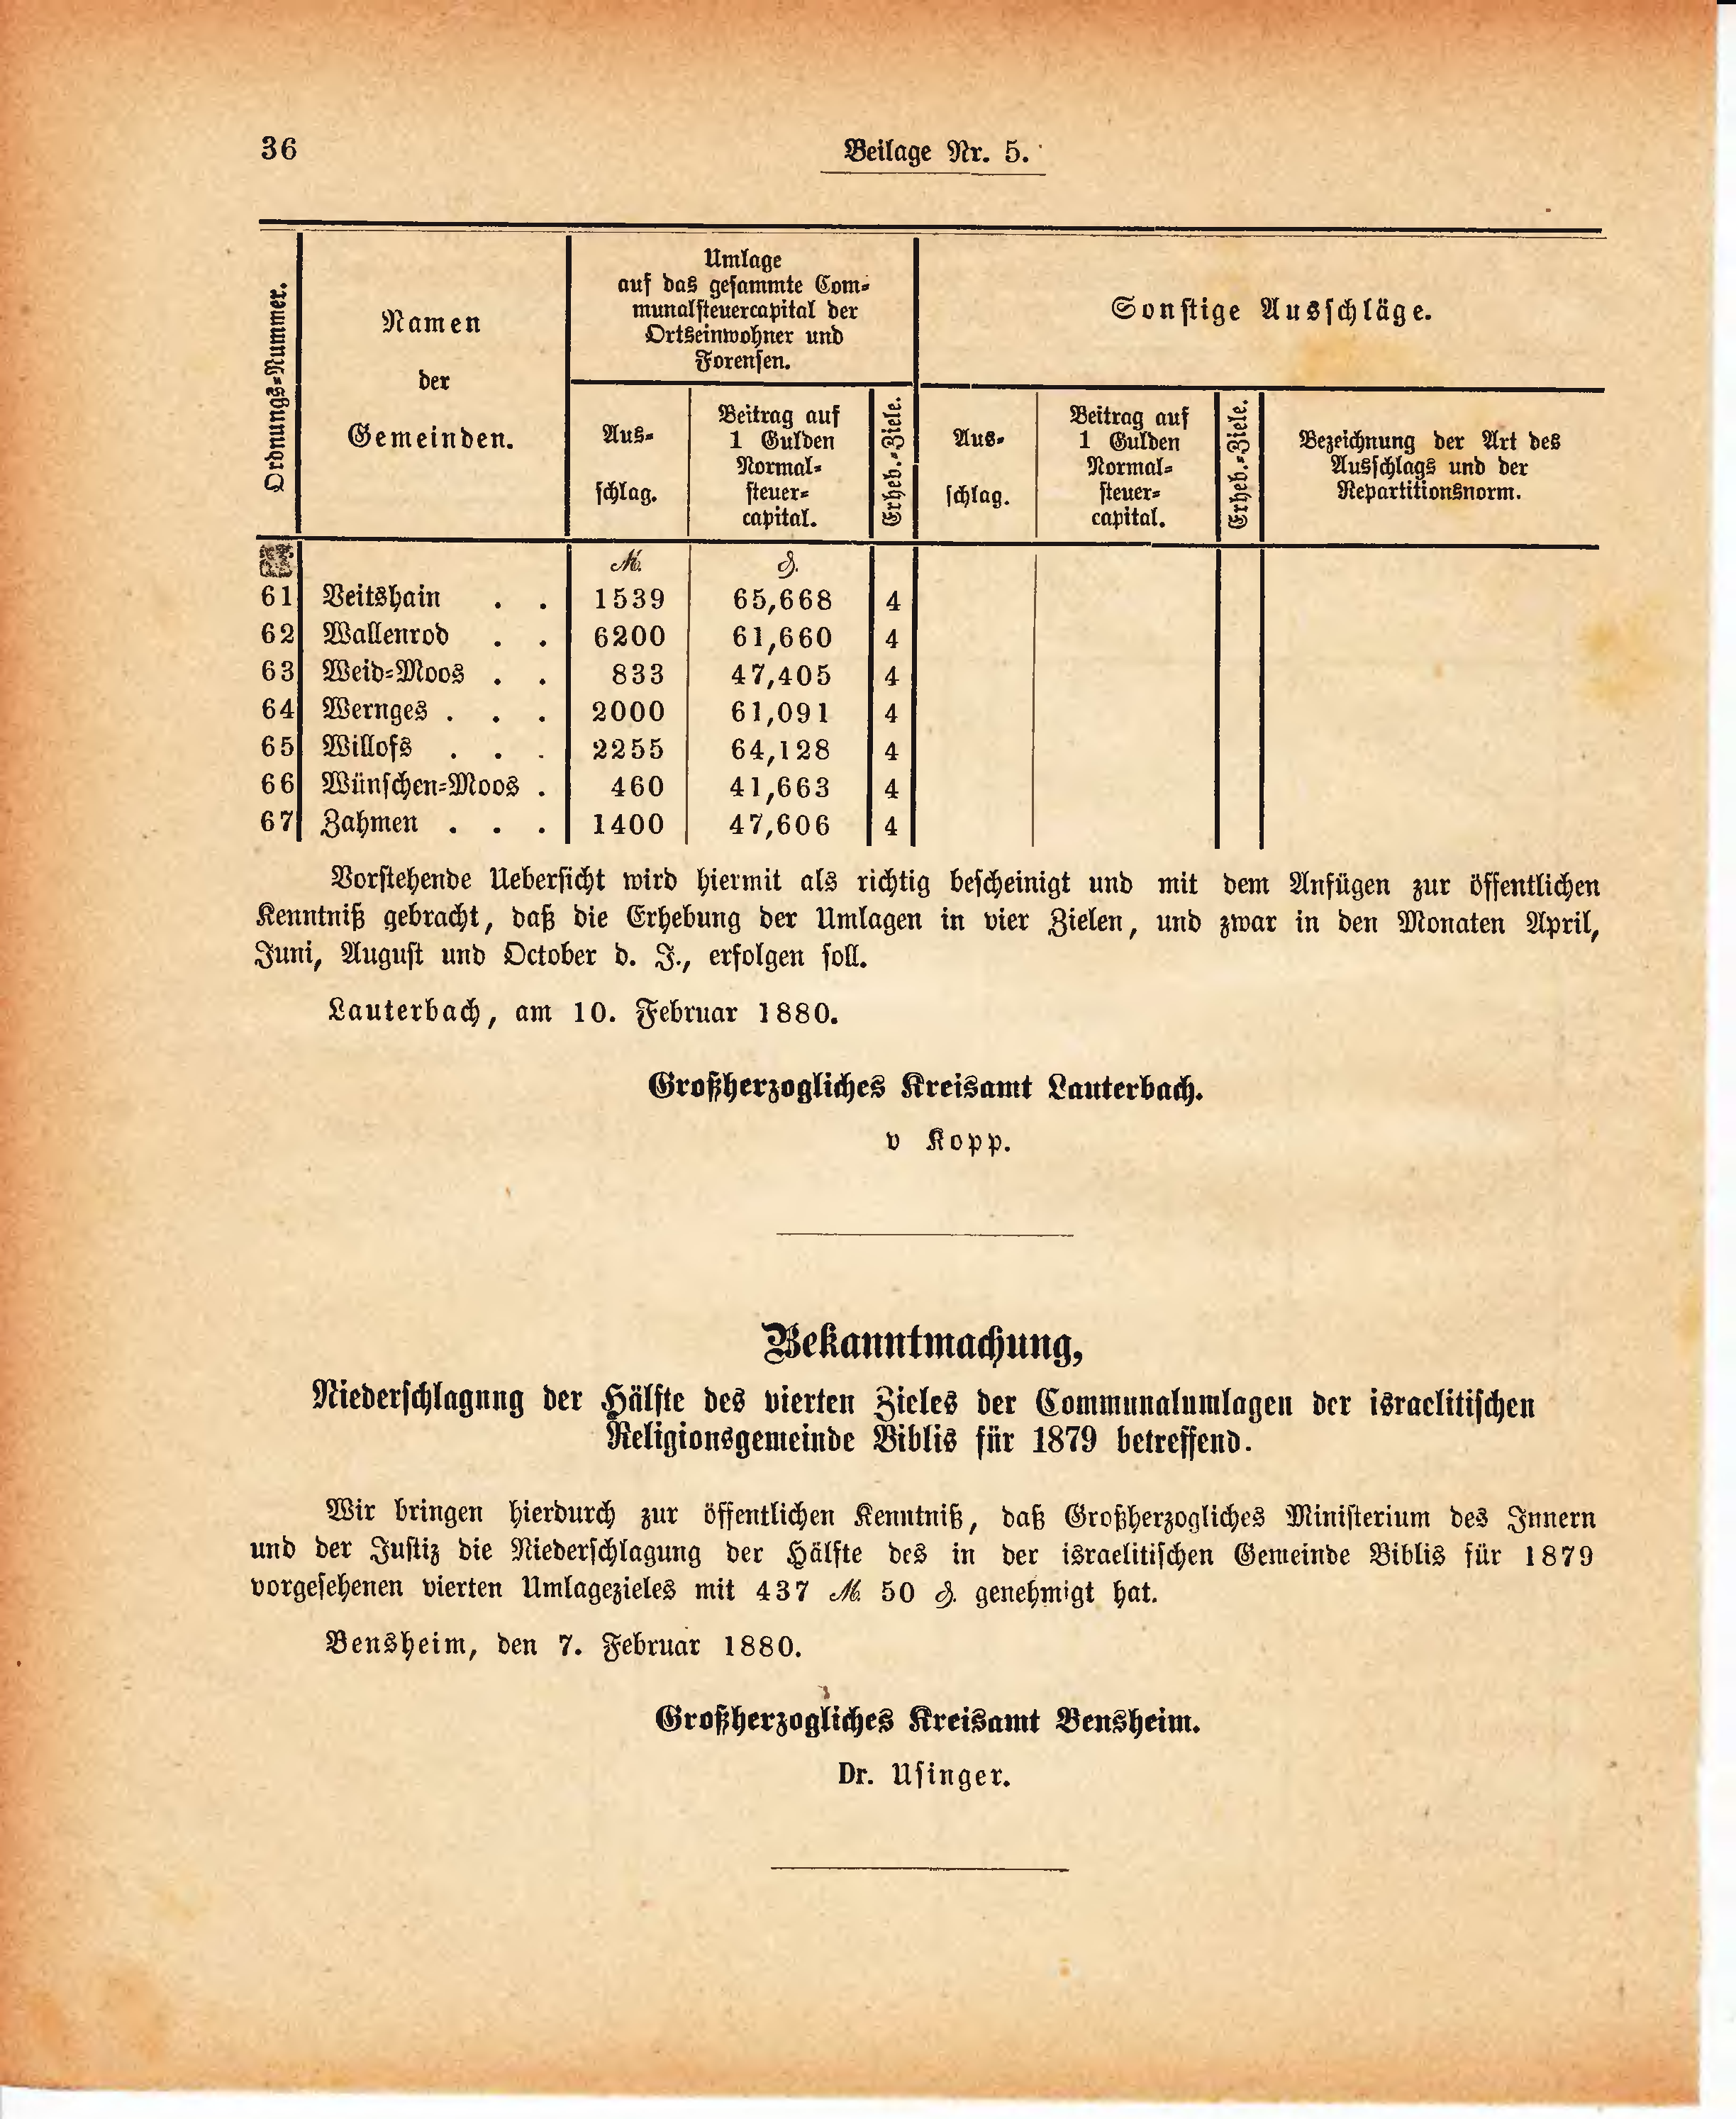 36
Beilage Nr. 5.
Ordnungs-Nummer.
Namen
der
Gemeinden.
Umlage
auf das gesammte Com-
munalsteuercapital der
Ortseinwohner und
Forensen.
Sonstige Ausschläge.
Aus-
schlag.
Beitrag auf
1 Gulden
Normal-
steuer-
capital.
Erheb.-Ziele.
Aus-
schlag.
Beitrag auf
1 Gulden
Normal-
steuer-
capital.
Erheb.-Ziele.
Bezeichnung der Art des
Ausschlags und der
Repartitionsnorm.
ℳ. ₰.
61 Veitshain . . 1539 65,668 4
62 Wallenrod . . 6200 61,660 4
63 Weid-Moos . . 833 47,405 4
64 Wernges . . . 2000 61,091 4
65 Willofs . . . 2255 64,128 4
66 Wünschen-Moos . 460 41,663 4
67 Zahmen . . . 1400 47,606 4
Vorstehende Uebersicht wird hiermit als richtig bescheinigt und mit dem Anfügen zur öffentlichen
Kenntniß gebracht, daß die Erhebung der Umlagen in vier Zielen, und zwar in den Monaten April,
Juni, August und October d. J., erfolgen soll.
Lauterbach, am 10. Februar 1880.
Großherzogliches Kreisamt Lauterbach.
v Kopp.
Bekanntmachung,
Niederschlagung der Hälfte des vierten Zieles der Communalumlagen der israelitischen
Religionsgemeinde Biblis für 1879 betreffend.
Wir bringen hierdurch zur öffentlichen Kenntniß, daß Großherzogliches Ministerium des Innern
und der Justiz die Niederschlagung der Hälfte des in der israelitischen Gemeinde Biblis für 1879
vorgesehenen vierten Umlagezieles mit 437 ℳ. 50 ₰. genehmigt hat.
Bensheim, den 7. Februar 1880.
Großherzogliches Kreisamt Bensheim.
Dr. Usinger.